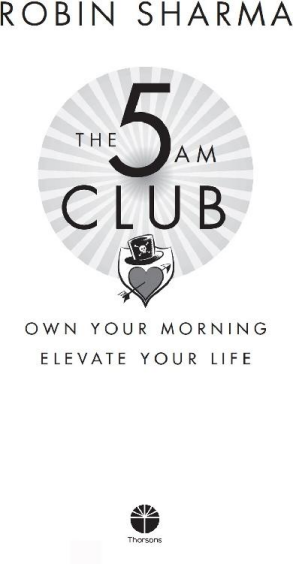 ROBIN SHARMA
THE 5 AM
CLUB
OWN YOUR MORNING
ELEVATE YOUR LIFE
Thorsons